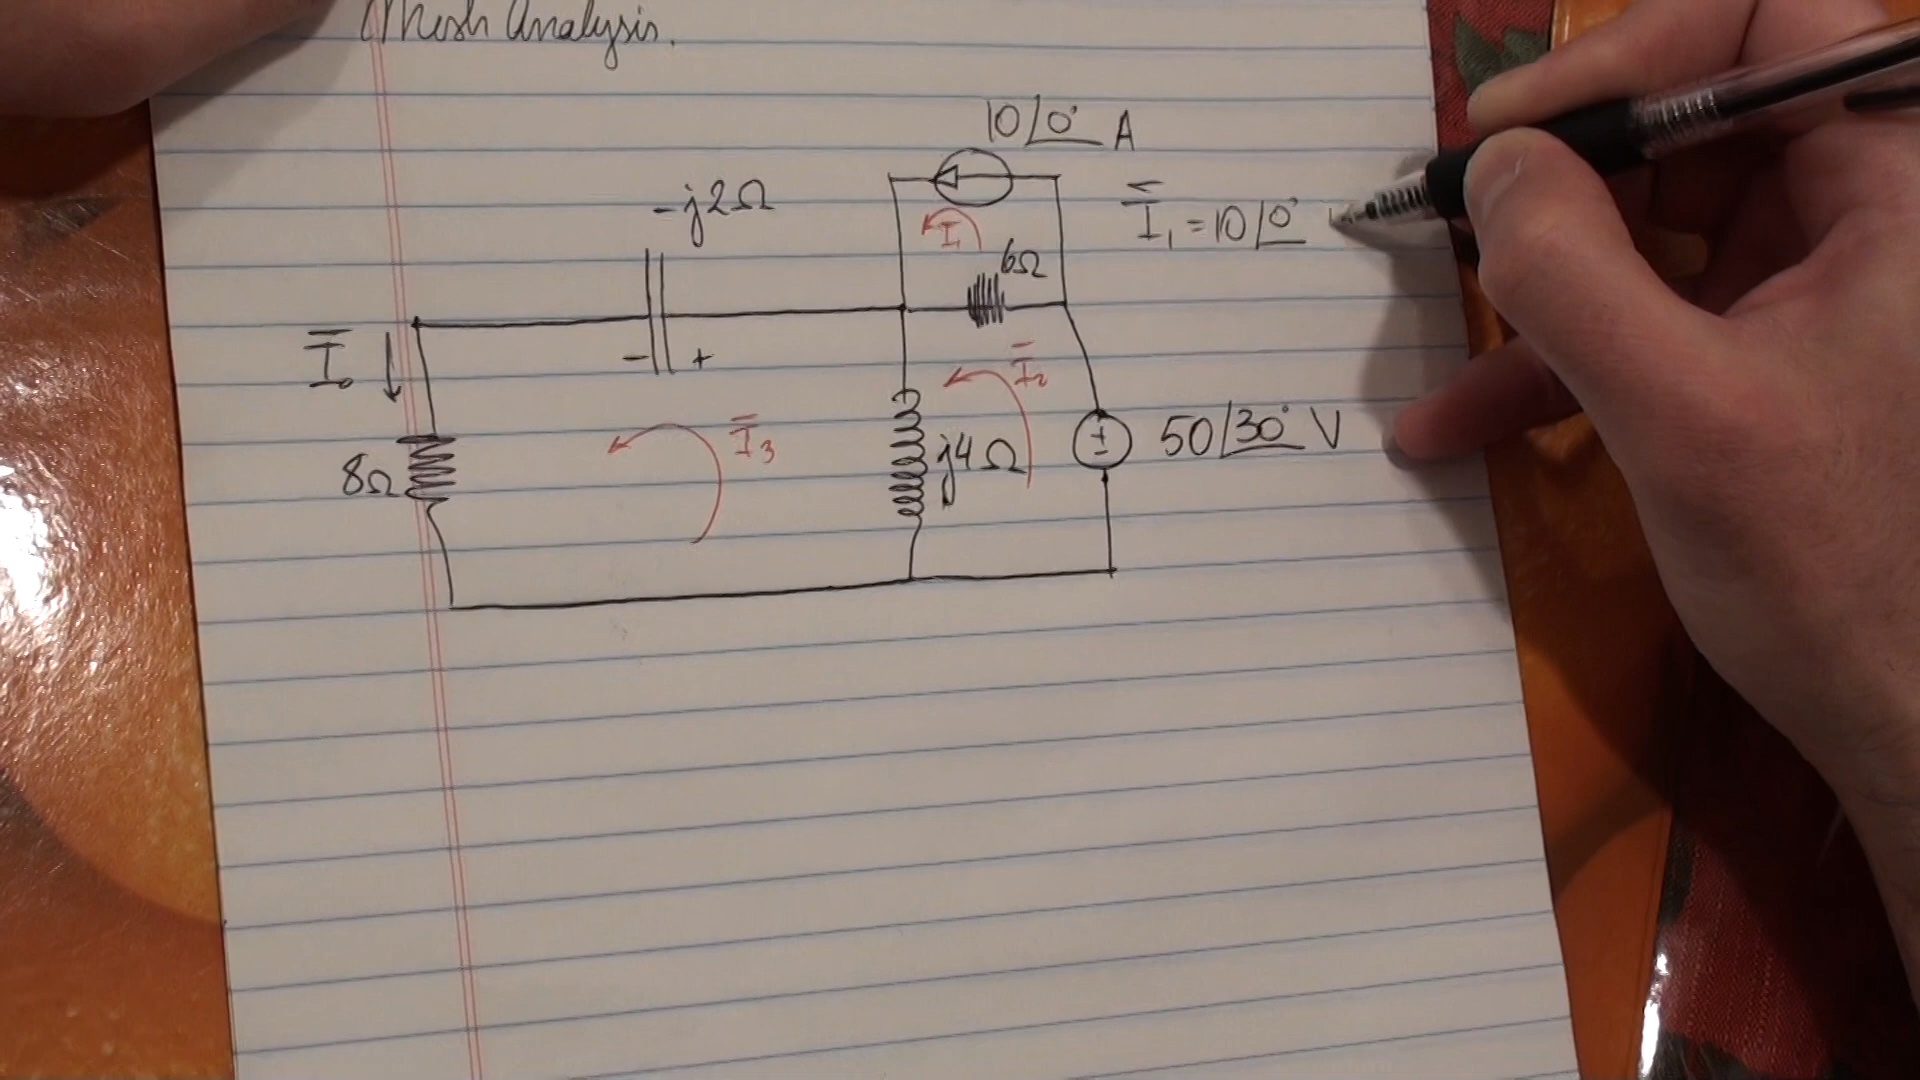 Mesh Analysis.
10∠0° A
-j2Ω
I₁
Ī₁ = 10∠0°
6Ω
- +
Ī₀
Ī₂
Ī₃
j4Ω
+ -
50∠30° V
8Ω